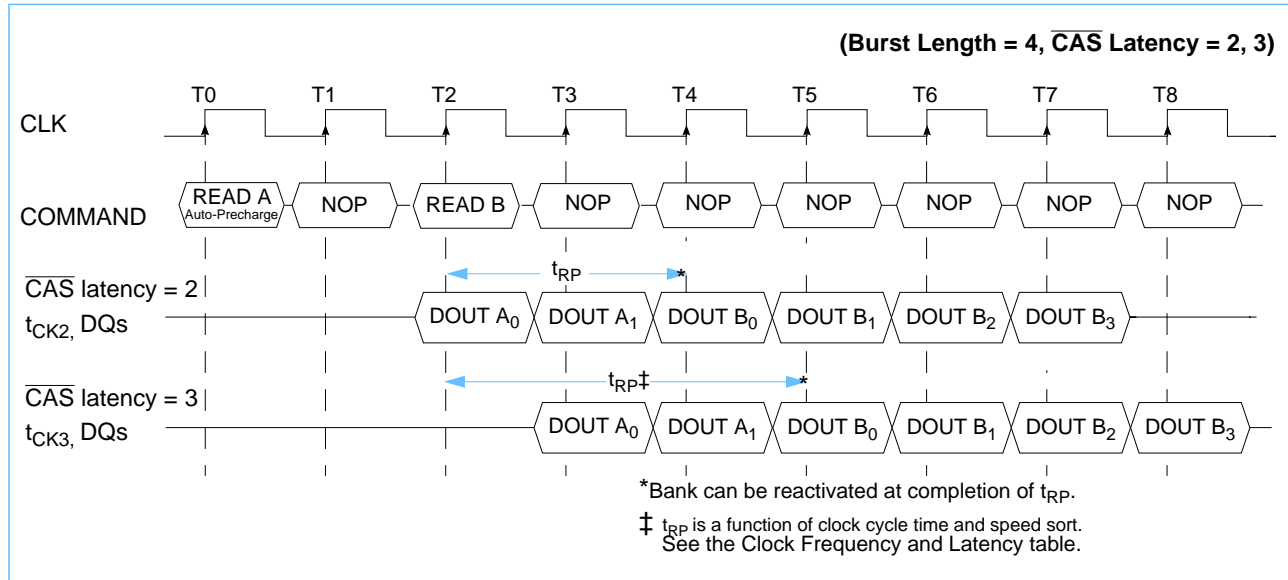 (Burst Length = 4, CAS Latency = 2, 3)
T0 T1 T2 T3 T4 T5 T6 T7 T8
CLK
COMMAND
READ A NOP READ B NOP NOP NOP NOP NOP NOP
Auto-Precharge
tRP *
CAS latency = 2
tCK2, DQs
DOUT A0 DOUT A1 DOUT B0 DOUT B1 DOUT B2 DOUT B3
tRP‡ *
CAS latency = 3
tCK3, DQs
DOUT A0 DOUT A1 DOUT B0 DOUT B1 DOUT B2 DOUT B3
*Bank can be reactivated at completion of tRP.
‡ tRP is a function of clock cycle time and speed sort.
See the Clock Frequency and Latency table.